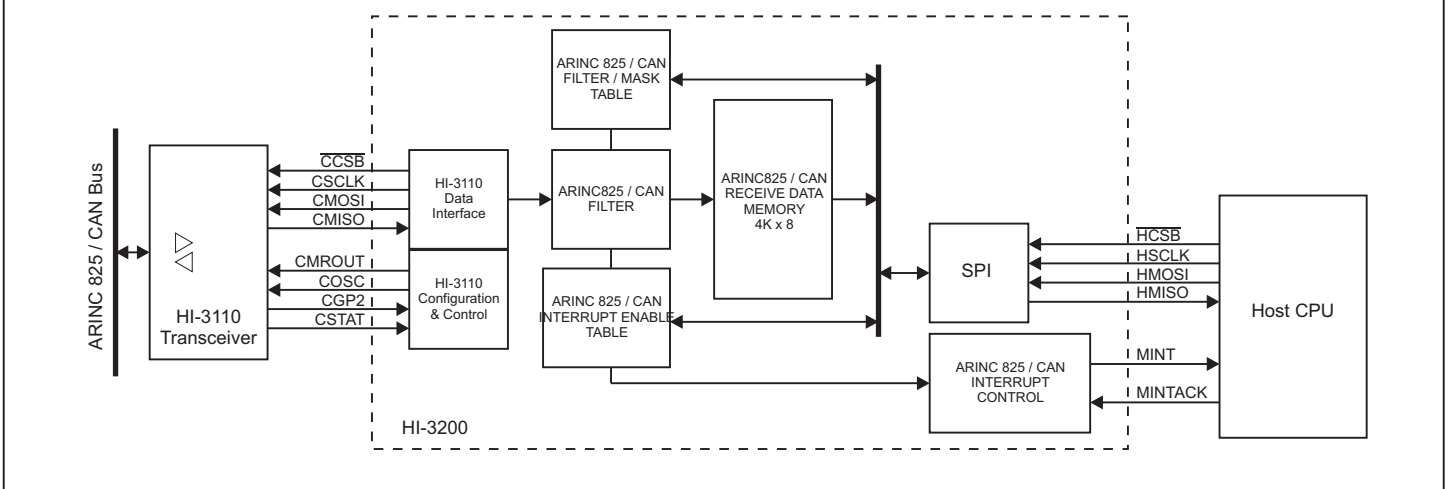 ARINC 825 / CAN Bus
HI-3110
Transceiver
CCSB
CSCLK
CMOSI
CMISO
CMROUT
COSC
CGP2
CSTAT
HI-3110
Data
Interface
HI-3110
Configuration
& Control
ARINC 825 / CAN
FILTER / MASK
TABLE
ARINC825 / CAN
FILTER
ARINC 825 / CAN
INTERRUPT ENABLE
TABLE
ARINC825 / CAN
RECEIVE DATA
MEMORY
4K x 8
SPI
ARINC 825 / CAN
INTERRUPT
CONTROL
HCSB
HSCLK
HMOSI
HMISO
MINT
MINTACK
Host CPU
HI-3200